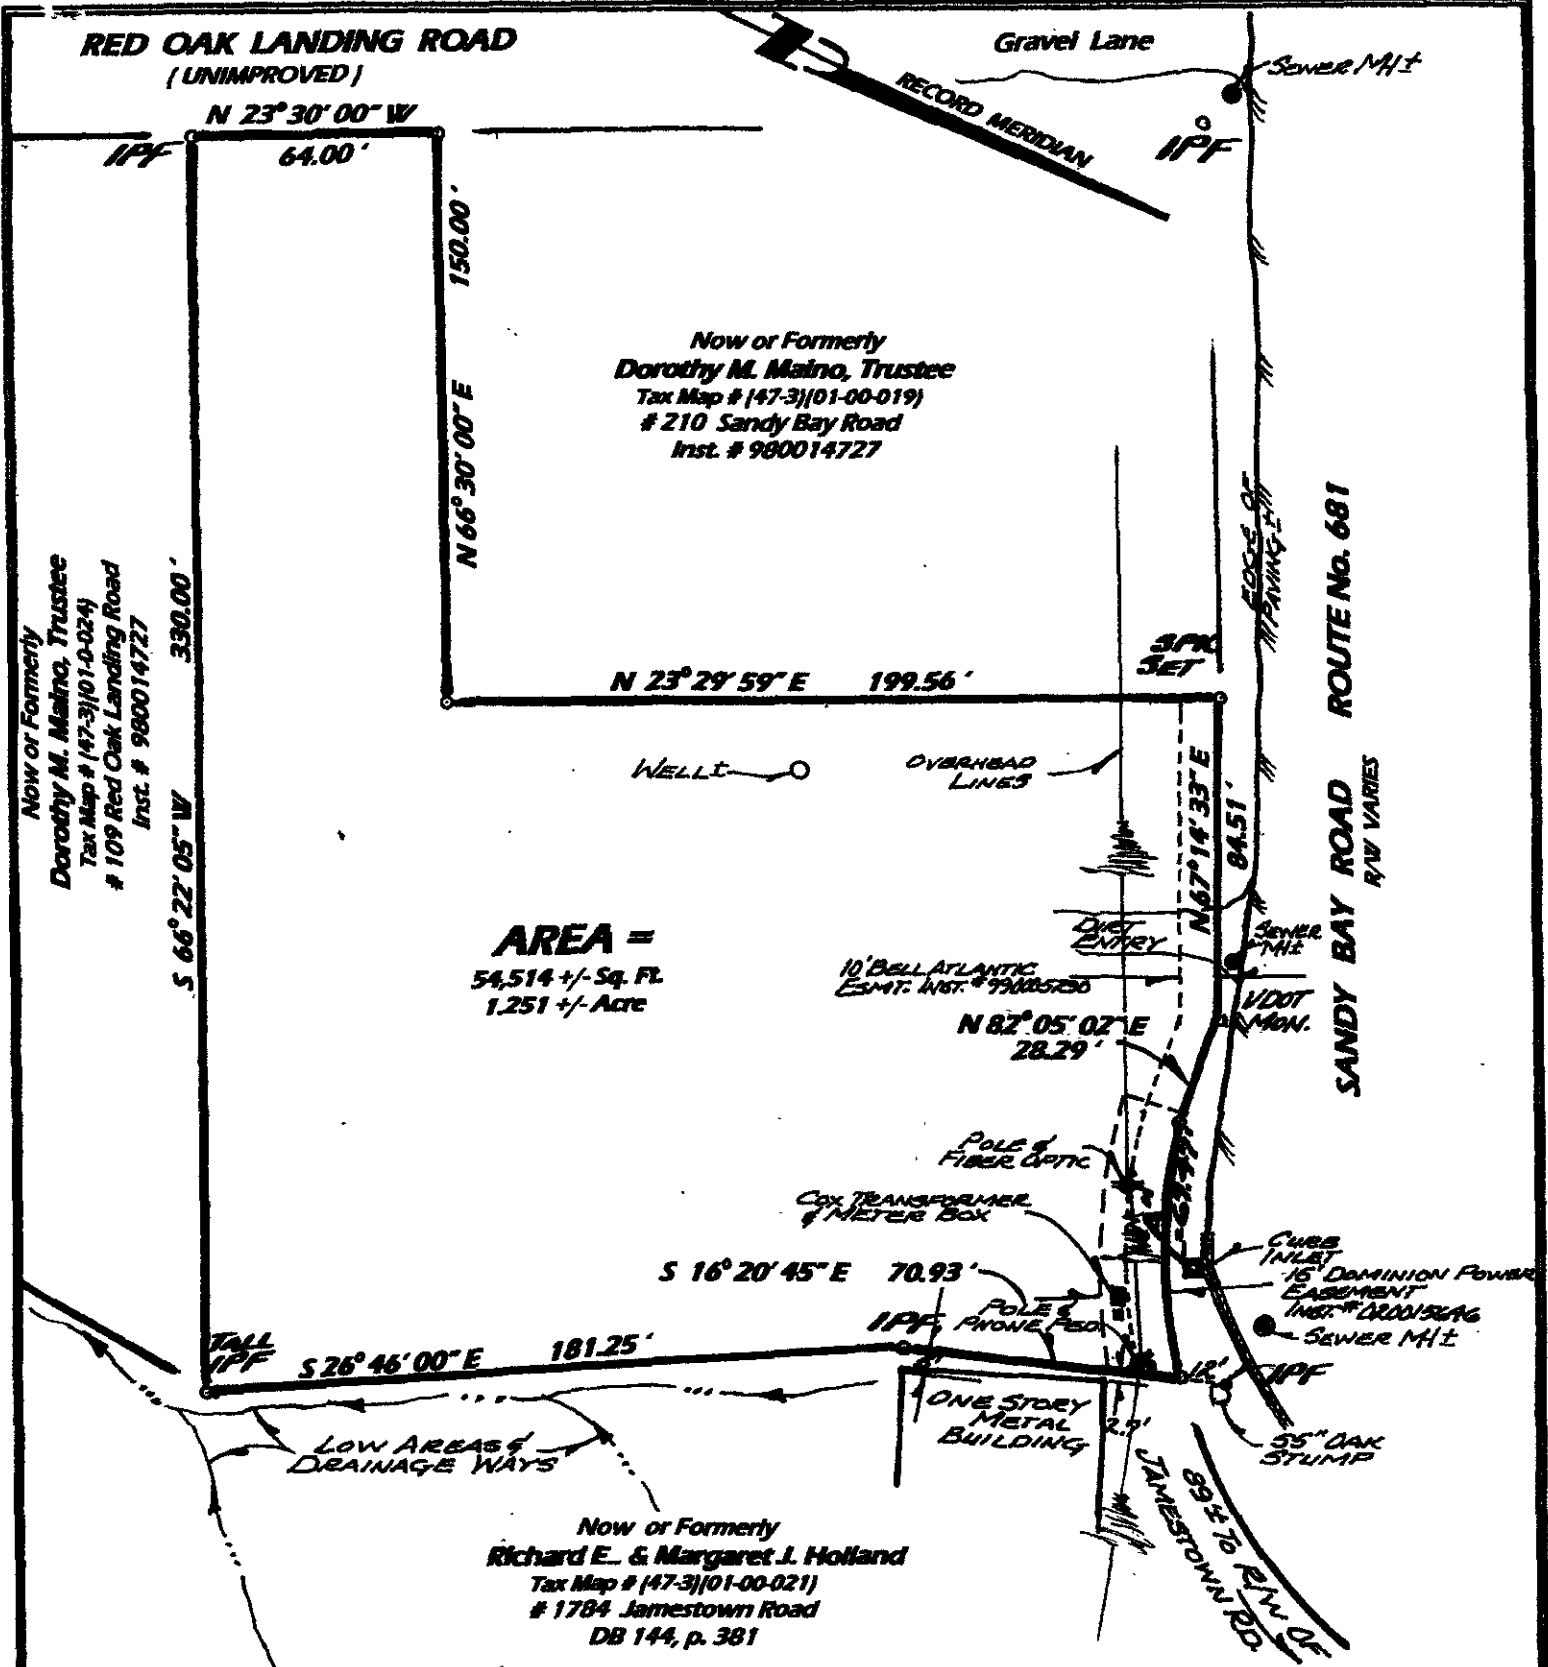 RED OAK LANDING ROAD
( UNIMPROVED )
N 23° 30' 00" W
64.00 '
IPF
Gravel Lane
SEWER MH±
RECORD MERIDIAN
IPF
150.00 '
N 66° 30' 00" E
Now or Formerly
Dorothy M. Maino, Trustee
Tax Map # (47-3)(01-00-019)
# 210 Sandy Bay Road
Inst. # 980014727
Now or Formerly
Dorothy M. Maino, Trustee
Tax Map # (47-3)(01-0-024)
# 109 Red Oak Landing Road
Inst. # 980014727
330.00 '
S 66° 22' 05" W
EDGE OF
PAVING±
SANDY BAY ROAD ROUTE No. 681
R/W VARIES
SPK
SET
N 23° 29' 59" E 199.56 '
WELL±
OVERHEAD
LINES
N 67° 14' 33" E
84.51 '
AREA =
54,514 +/- Sq. Ft.
1.251 +/- Acre
DIRT
ENTRY
SEWER
MH±
10' BELL ATLANTIC
ESMT. INST. #990005230
VDOT
MON.
N 82° 05' 02" E
28.29 '
POLE &
FIBER OPTIC
COX TRANSFORMER
& METER BOX
CURB
INLET
16' DOMINION POWER
EASEMENT
INST. # 020015646
SEWER MH±
S 16° 20' 45" E 70.93 '
POLE &
PHONE PED.
IPF
TALL
IPF
S 26° 46' 00" E 181.25 '
12'
IPF
ONE STORY
METAL
BUILDING
2.9'
55" OAK
STUMP
LOW AREAS &
DRAINAGE WAYS
89'± TO R/W OF
JAMESTOWN RD.
Now or Formerly
Richard E. & Margaret J. Holland
Tax Map # (47-3)(01-00-021)
# 1784 Jamestown Road
DB 144, p. 381